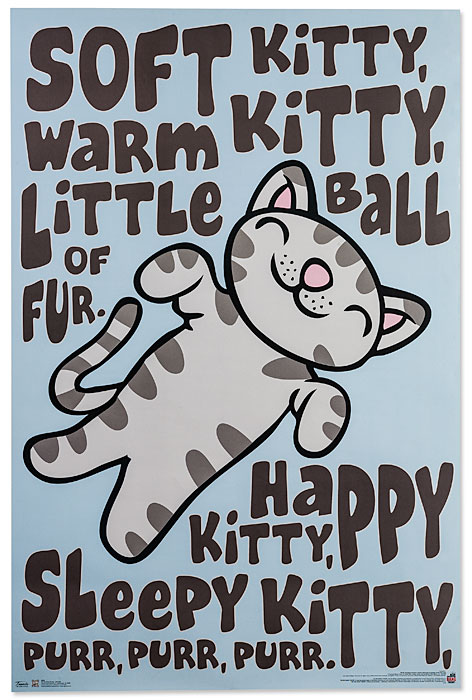 SOFT KiTTY,
WaRM KiTTY,
LiTTLE BaLL
OF
FUR.
HaPPY
KiTTY,
SLeePY KiTTY,
PURR, PURR, PURR.